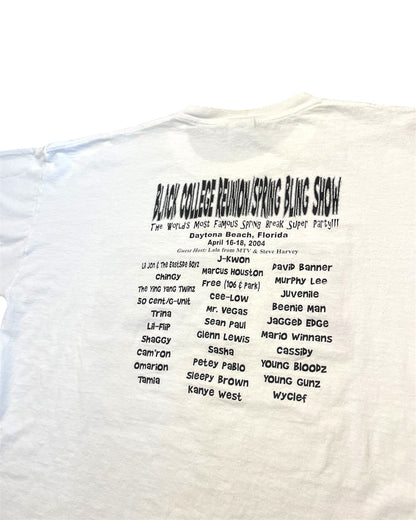 BLACK COLLEGE REUNION/SPRING BLING SHOW
The World's Most Famous Spring Break Super Party!!!
Daytona Beach, Florida
April 16-18, 2004
Guest Host: Lala from MTV & Steve Harvey
Lil Jon & The EastSide Boyz
Chingy
The Ying Yang Twinz
50 Cent/G-Unit
Trina
Lil-Flip
Shaggy
Cam'ron
Omarion
Tamia
J-Kwon
Marcus Houston
Free (106 & Park)
Cee-Low
Mr. Vegas
Sean Paul
Glenn Lewis
Sasha
Petey Pablo
Sleepy Brown
Kanye West
David Banner
Murphy Lee
Juvenile
Beenie Man
Jagged Edge
Mario Winnans
Cassidy
Young Bloodz
Young Gunz
Wyclef